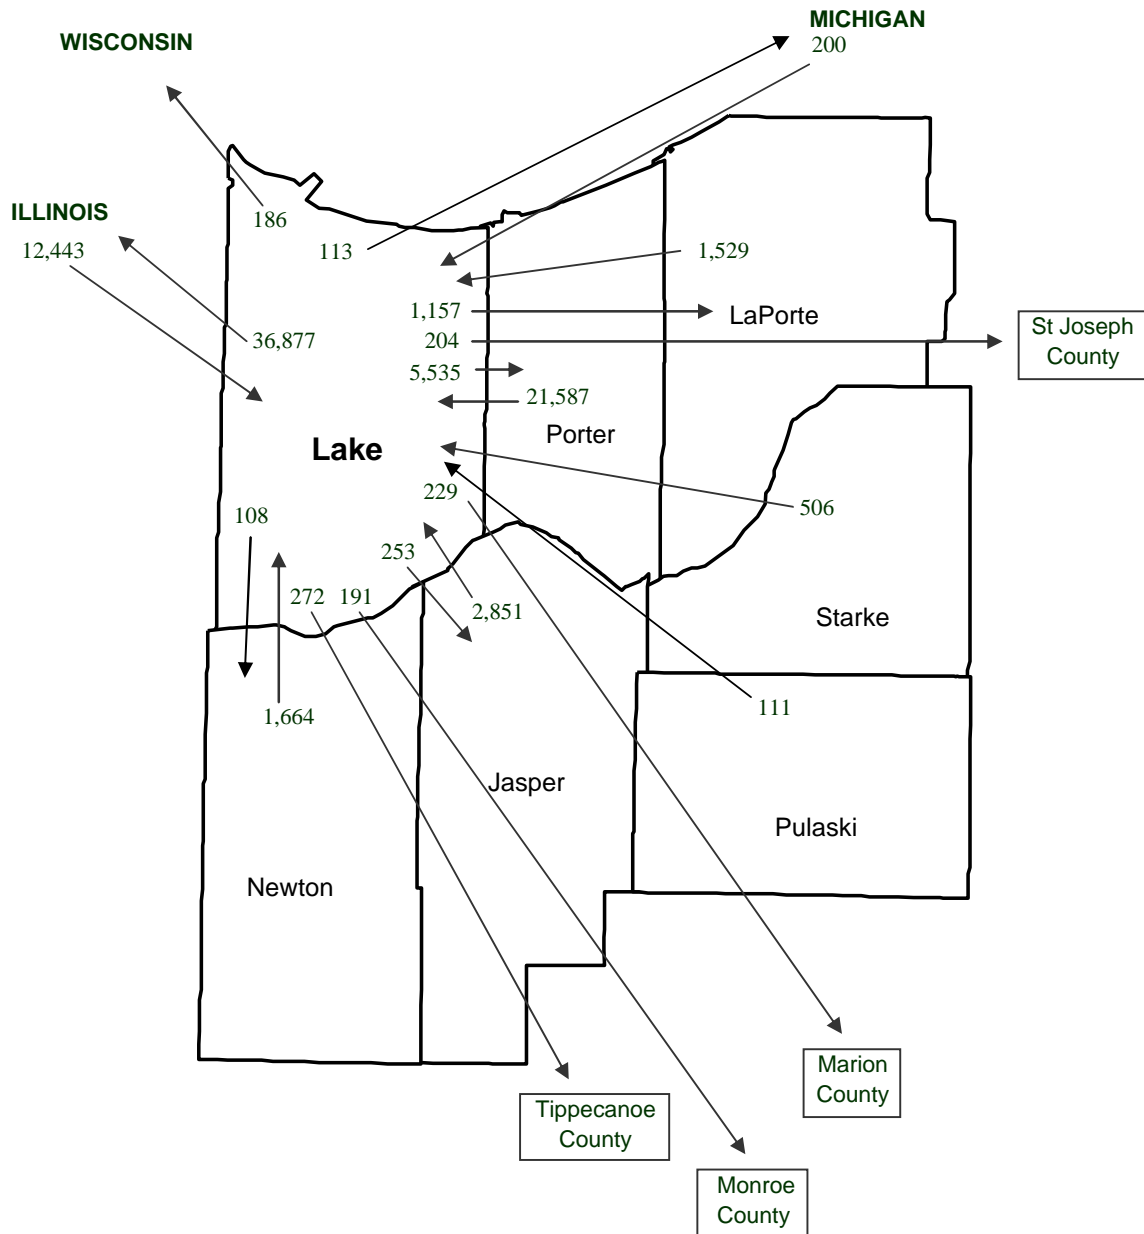 MICHIGAN
200
WISCONSIN
186
ILLINOIS
12,443
113
1,529
1,157
LaPorte
36,877
204
St Joseph
County
5,535
21,587
Porter
Lake
229
506
108
253
272
191
2,851
Starke
1,664
111
Jasper
Pulaski
Newton
Marion
County
Tippecanoe
County
Monroe
County